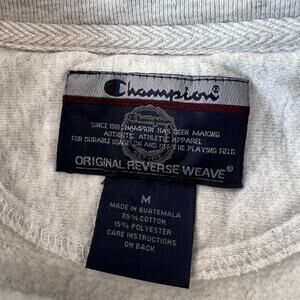 Champion®
SINCE 1919 CHAMPION HAS BEEN MAKING
AUTHENTIC ATHLETIC APPAREL
FOR DURABLE USAGE ON AND OFF THE PLAYING FIELD.
ORIGINAL REVERSE WEAVE®
M
MADE IN GUATEMALA
85% COTTON
15% POLYESTER
CARE INSTRUCTIONS
ON BACK